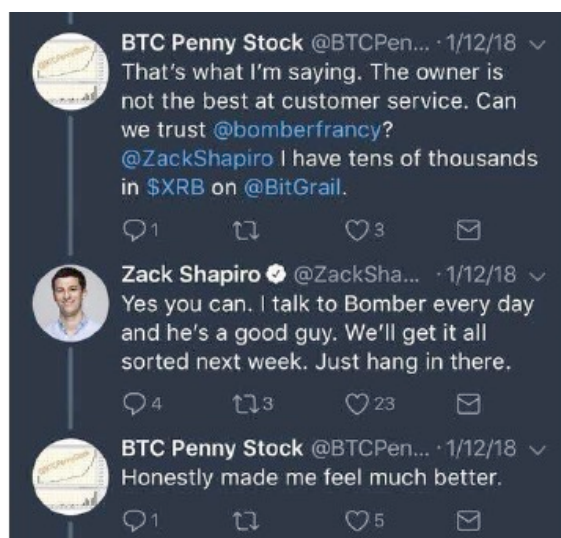 BTC Penny Stock @BTCPen... · 1/12/18
That's what I'm saying. The owner is
not the best at customer service. Can
we trust @bomberfrancy?
@ZackShapiro I have tens of thousands
in $XRB on @BitGrail.
1 3
Zack Shapiro @ZackSha... · 1/12/18
Yes you can. I talk to Bomber every day
and he's a good guy. We'll get it all
sorted next week. Just hang in there.
4 3 23
BTC Penny Stock @BTCPen... · 1/12/18
Honestly made me feel much better.
1 5